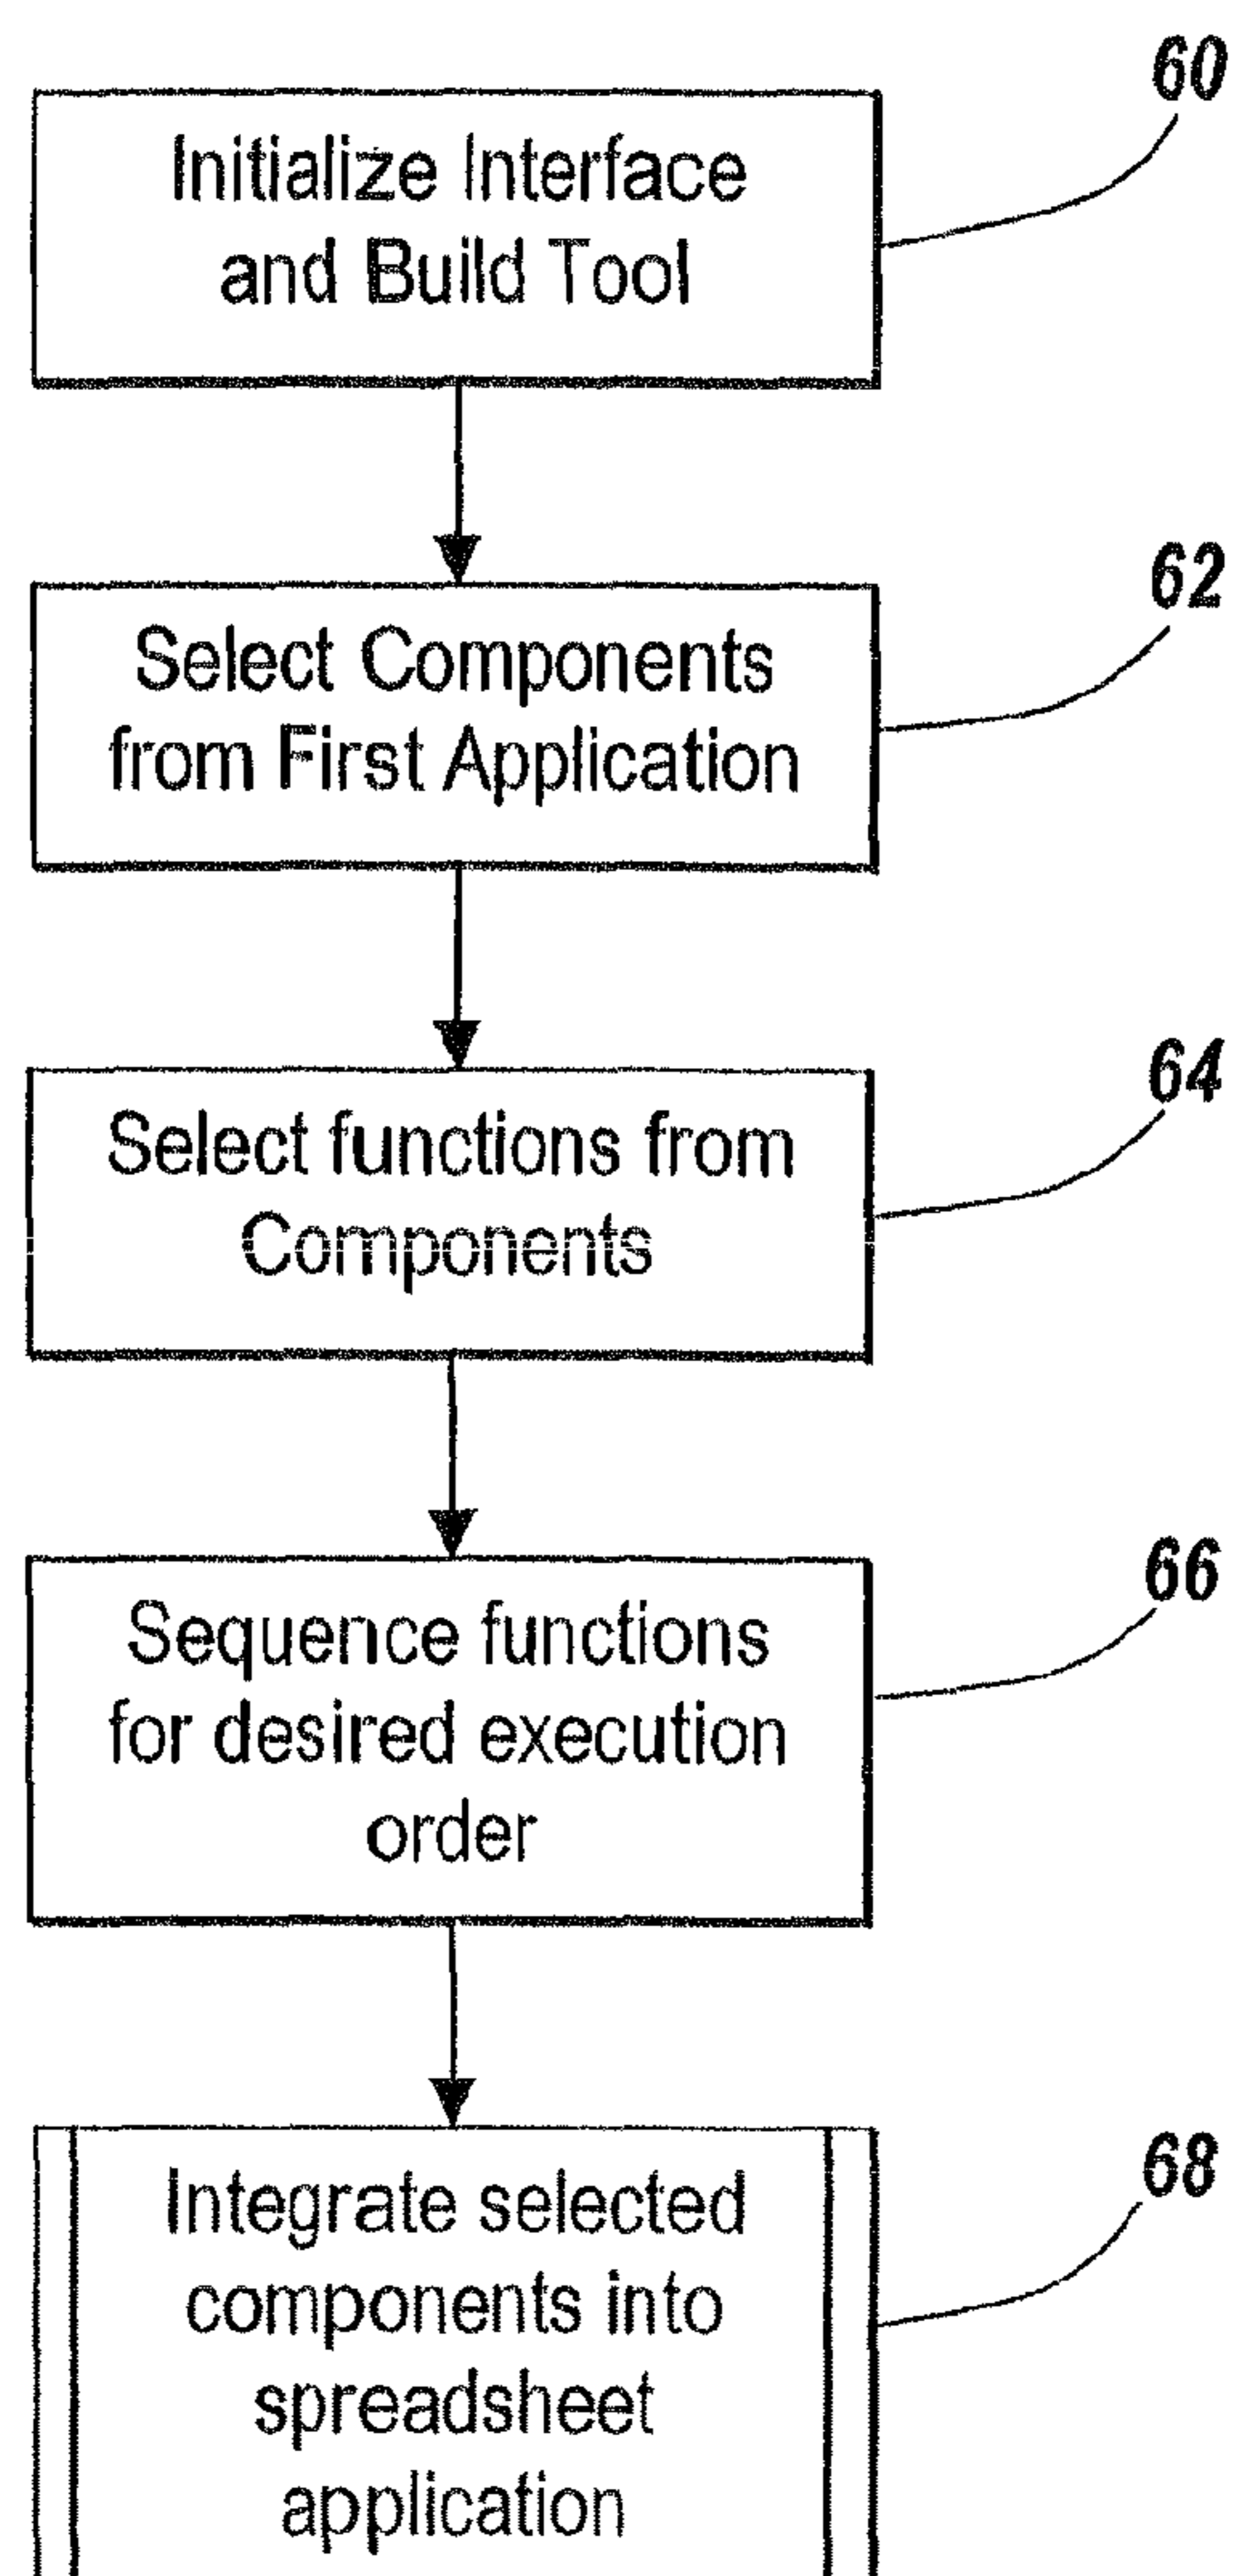 60
Initialize Interface
and Build Tool
62
Select Components
from First Application
64
Select functions from
Components
66
Sequence functions
for desired execution
order
68
Integrate selected
components into
spreadsheet
application